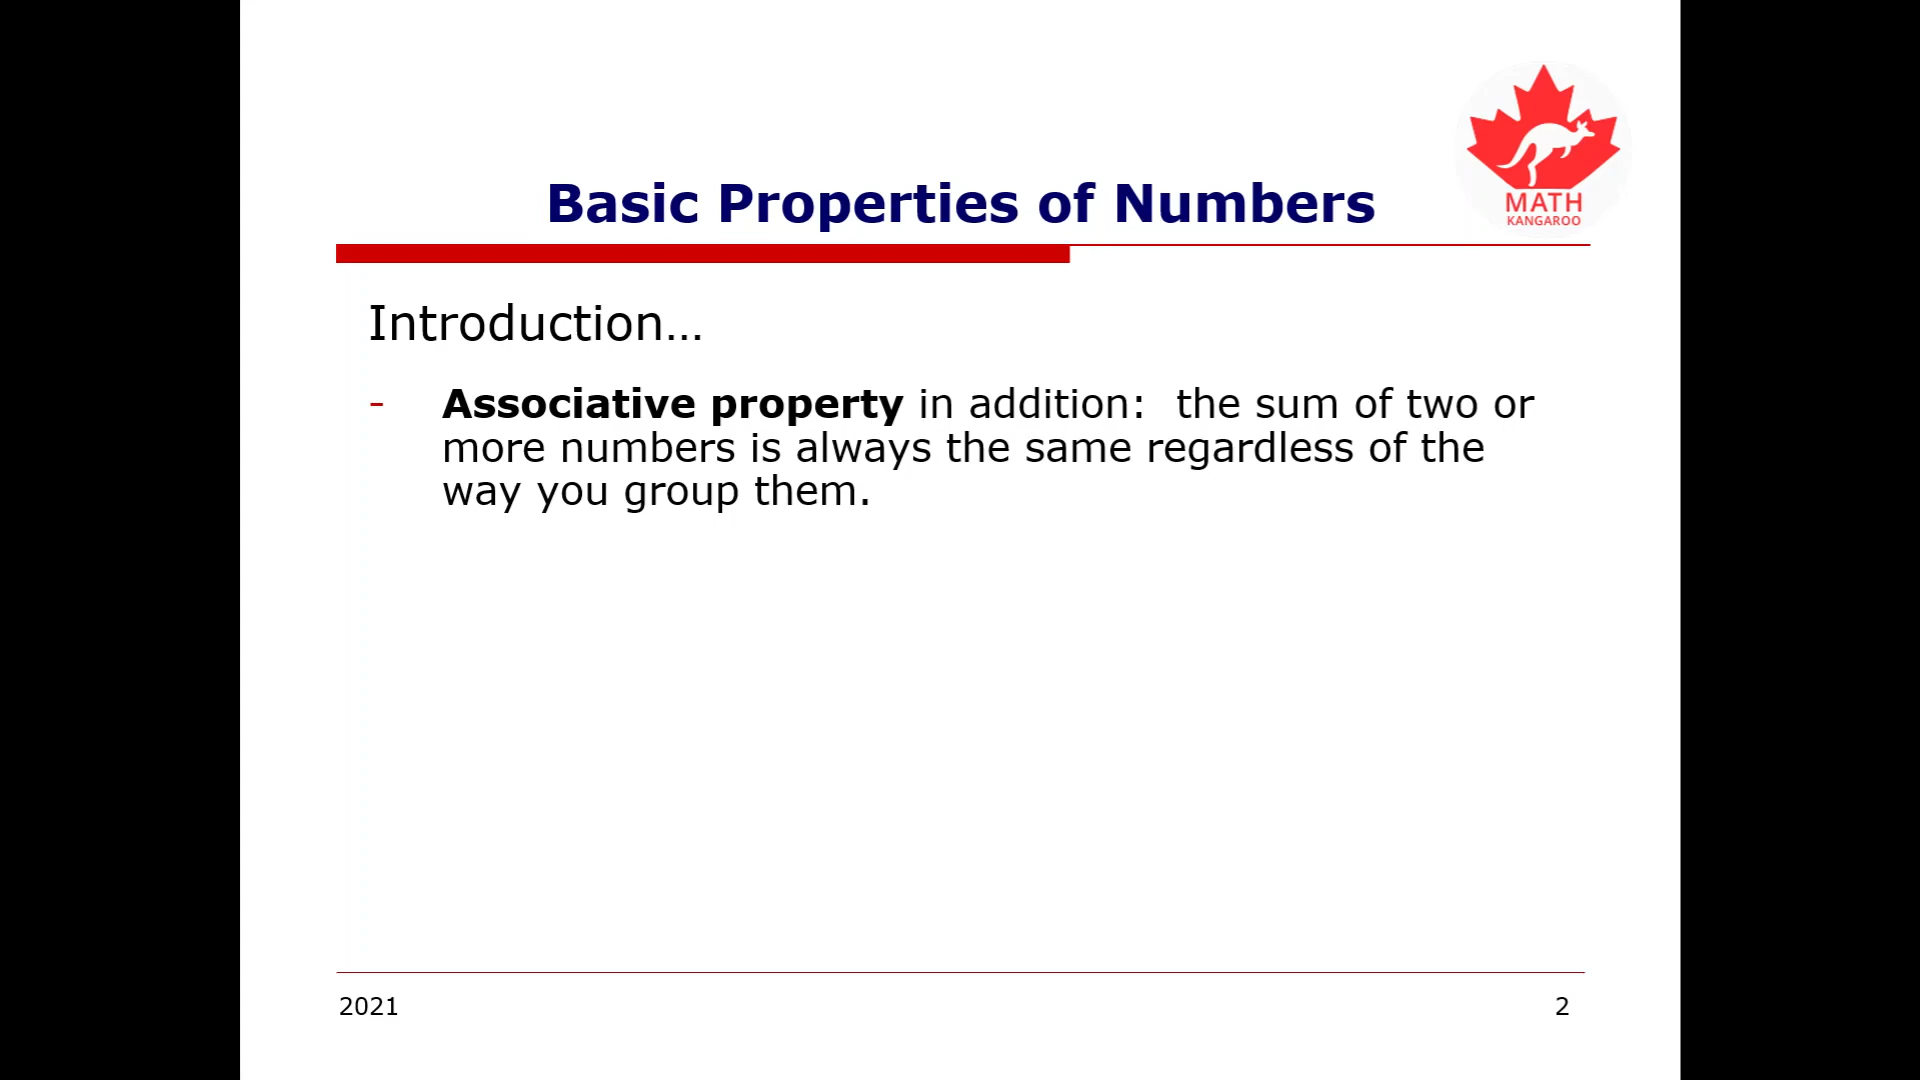 MATH
KANGAROO
Basic Properties of Numbers
Introduction…
- Associative property in addition:  the sum of two or
more numbers is always the same regardless of the
way you group them.
2021
2